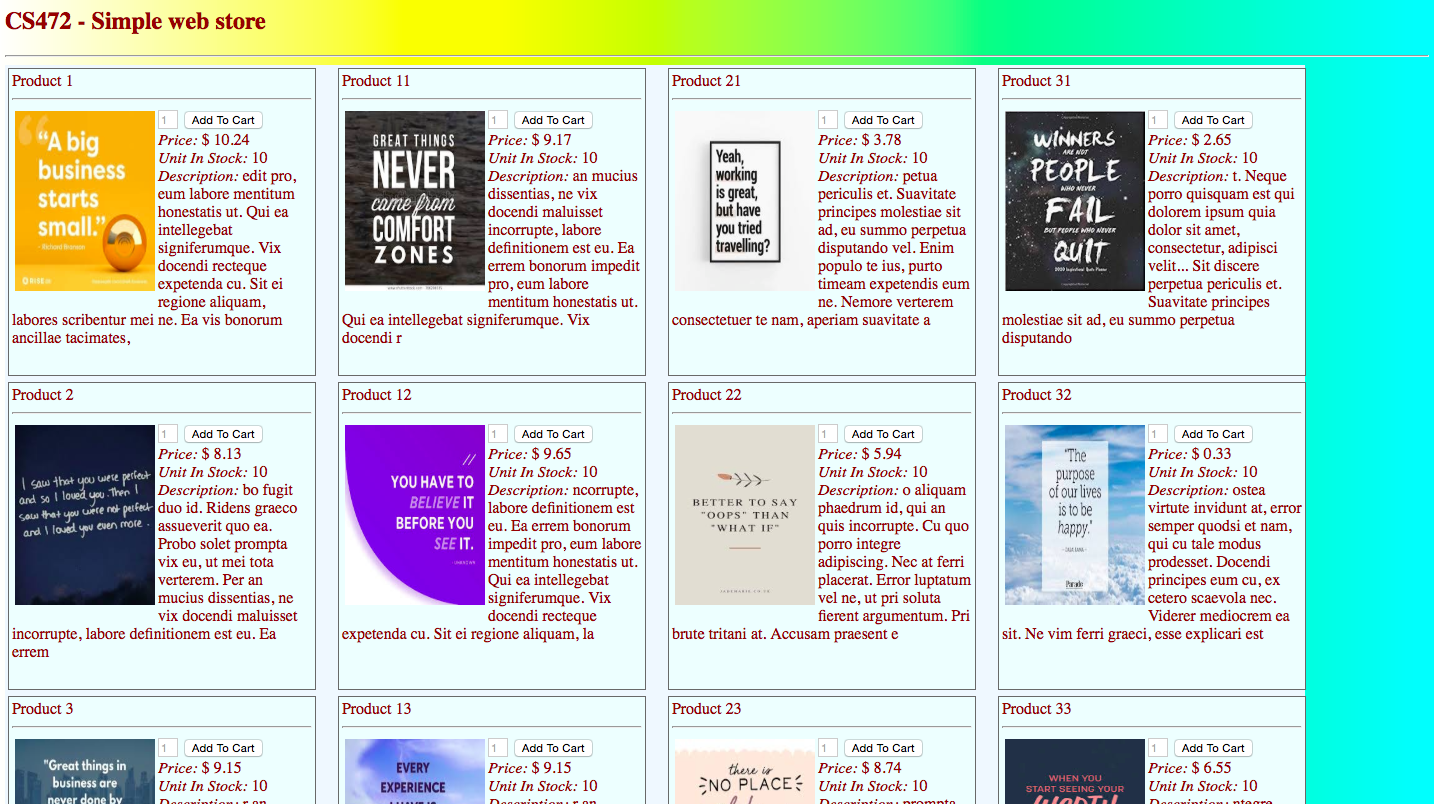 CS472 - Simple web store
Product 1
“A big
business
starts
small.”
- Richard Branson
1 Add To Cart
Price: $ 10.24
Unit In Stock: 10
Description: edit pro,
eum labore mentitum
honestatis ut. Qui ea
intellegebat
signiferumque. Vix
docendi recteque
expetenda cu. Sit ei
regione aliquam,
labores scribentur mei ne. Ea vis bonorum
ancillae tacimates,
Product 11
GREAT THINGS
NEVER
came from
COMFORT
ZONES
1 Add To Cart
Price: $ 9.17
Unit In Stock: 10
Description: an mucius
dissentias, ne vix
docendi maluisset
incorrupte, labore
definitionem est eu. Ea
errem bonorum impedit
pro, eum labore
mentitum honestatis ut.
Qui ea intellegebat signiferumque. Vix
docendi r
Product 21
Yeah,
working
is great,
but have
you tried
travelling?
1 Add To Cart
Price: $ 3.78
Unit In Stock: 10
Description: petua
periculis et. Suavitate
principes molestiae sit
ad, eu summo perpetua
disputando vel. Enim
populo te ius, purto
timeam expetendis eum
ne. Nemore verterem
consectetuer te nam, aperiam suavitate a
Product 31
WINNERS
ARE NOT
PEOPLE
WHO NEVER
FAIL
BUT PEOPLE WHO NEVER
QUIT
1 Add To Cart
Price: $ 2.65
Unit In Stock: 10
Description: t. Neque
porro quisquam est qui
dolorem ipsum quia
dolor sit amet,
consectetur, adipisci
velit... Sit discere
perpetua periculis et.
Suavitate principes
molestiae sit ad, eu summo perpetua
disputando
Product 2
I saw that you were perfect
and so I loved you. Then I
saw that you were not perfect
and I loved you even more.
1 Add To Cart
Price: $ 8.13
Unit In Stock: 10
Description: bo fugit
duo id. Ridens graeco
assueverit quo ea.
Probo solet prompta
vix eu, ut mei tota
verterem. Per an
mucius dissentias, ne
vix docendi maluisset
incorrupte, labore definitionem est eu. Ea
errem
Product 12
//
YOU HAVE TO
BELIEVE IT
BEFORE YOU
SEE IT.
UNKNOWN
1 Add To Cart
Price: $ 9.65
Unit In Stock: 10
Description: ncorrupte,
labore definitionem est
eu. Ea errem bonorum
impedit pro, eum labore
mentitum honestatis ut.
Qui ea intellegebat
signiferumque. Vix
docendi recteque
expetenda cu. Sit ei regione aliquam, la
Product 22
BETTER TO SAY
"OOPS" THAN
"WHAT IF"
1 Add To Cart
Price: $ 5.94
Unit In Stock: 10
Description: o aliquam
phaedrum id, qui an
quis incorrupte. Cu quo
porro integre
adipiscing. Nec at ferri
placerat. Error luptatum
vel ne, ut pri soluta
fierent argumentum. Pri
brute tritani at. Accusam praesent e
Product 32
"The
purpose
of our lives
is to be
happy."
Parade
1 Add To Cart
Price: $ 0.33
Unit In Stock: 10
Description: ostea
virtute invidunt at, error
semper quodsi et nam,
qui cu tale modus
prodesset. Docendi
principes eum cu, ex
cetero scaevola nec.
Viderer mediocrem ea
sit. Ne vim ferri graeci, esse explicari est
Product 3
"Great things in
business are
never done by
1 Add To Cart
Price: $ 9.15
Unit In Stock: 10
Description: r an
Product 13
EVERY
EXPERIENCE
1 Add To Cart
Price: $ 9.15
Unit In Stock: 10
Description: r an
Product 23
there is
NO PLACE
1 Add To Cart
Price: $ 8.74
Unit In Stock: 10
Description: prompta
Product 33
WHEN YOU
START SEEING YOUR
WORTH
1 Add To Cart
Price: $ 6.55
Unit In Stock: 10
Description: ntegre